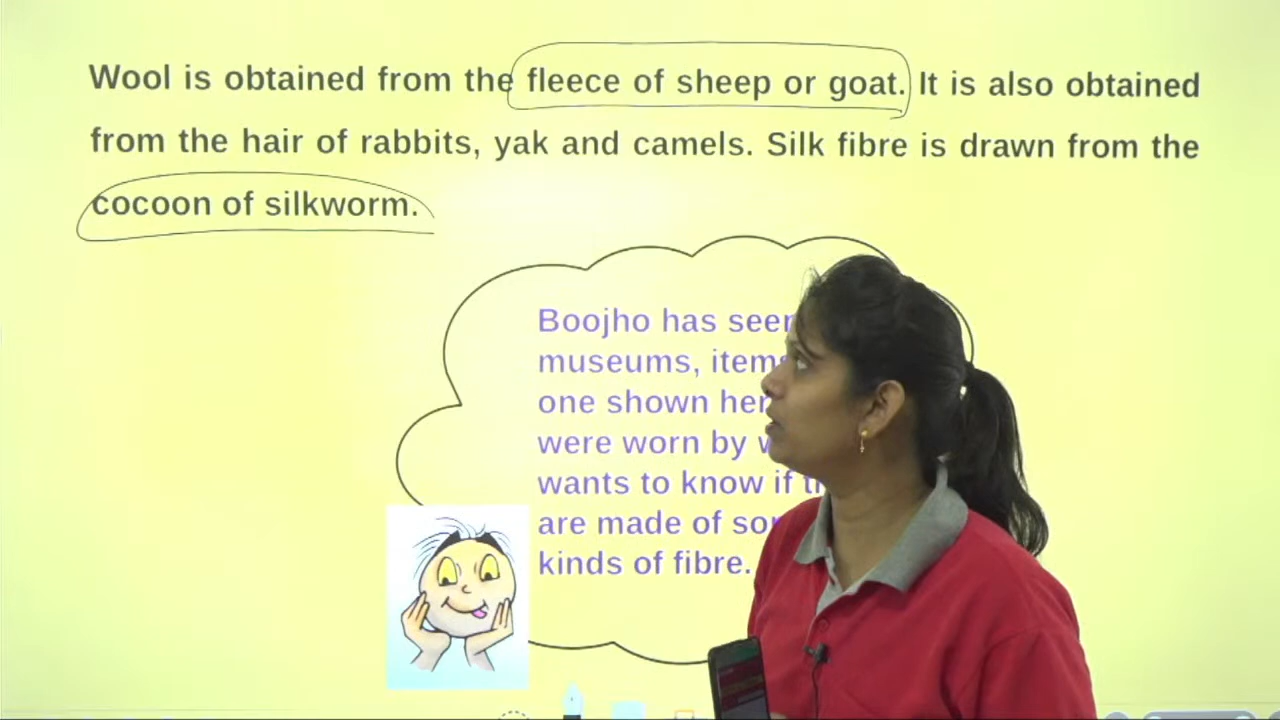 Wool is obtained from the fleece of sheep or goat. It is also obtained
from the hair of rabbits, yak and camels. Silk fibre is drawn from the
cocoon of silkworm.
Boojho has seen
museums, items
one shown her
were worn by
wants to know if
are made of
kinds of fibre.